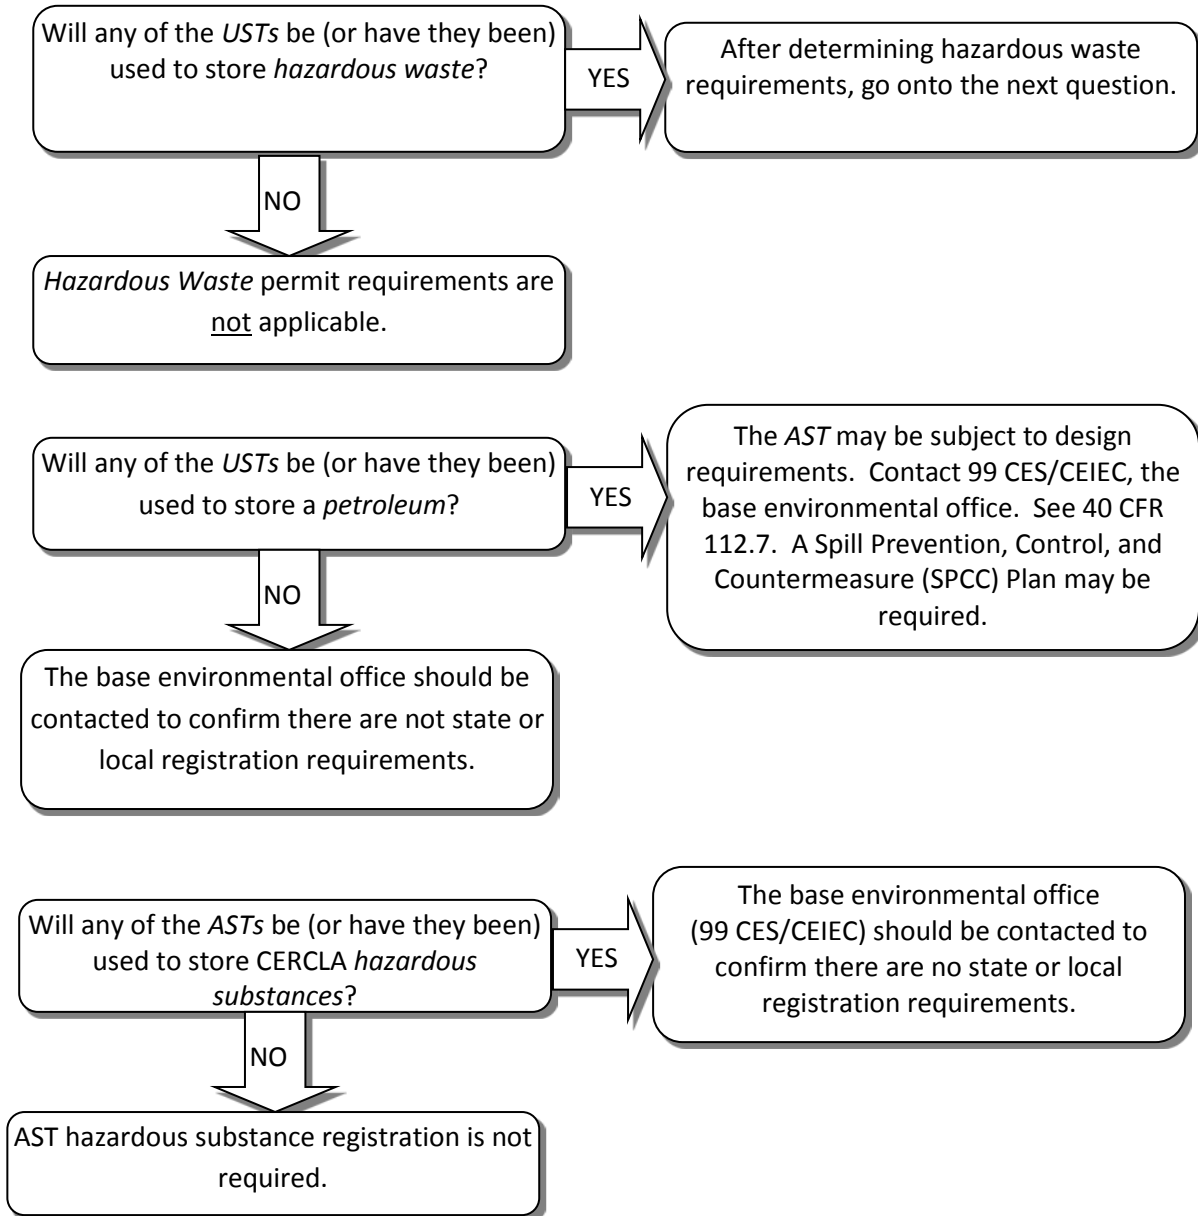 Will any of the USTs be (or have they been)
used to store hazardous waste?
YES
After determining hazardous waste
requirements, go onto the next question.
NO
Hazardous Waste permit requirements are
not applicable.
Will any of the USTs be (or have they been)
used to store a petroleum?
YES
The AST may be subject to design
requirements. Contact 99 CES/CEIEC, the
base environmental office. See 40 CFR
112.7. A Spill Prevention, Control, and
Countermeasure (SPCC) Plan may be
required.
NO
The base environmental office should be
contacted to confirm there are not state or
local registration requirements.
Will any of the ASTs be (or have they been)
used to store CERCLA hazardous
substances?
YES
The base environmental office
(99 CES/CEIEC) should be contacted to
confirm there are no state or local
registration requirements.
NO
AST hazardous substance registration is not
required.